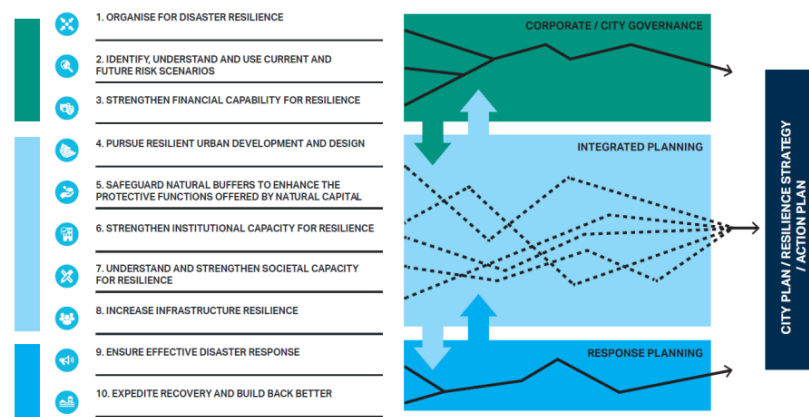 1. ORGANISE FOR DISASTER RESILIENCE
2. IDENTIFY, UNDERSTAND AND USE CURRENT AND
FUTURE RISK SCENARIOS
3. STRENGTHEN FINANCIAL CAPABILITY FOR RESILIENCE
4. PURSUE RESILIENT URBAN DEVELOPMENT AND DESIGN
5. SAFEGUARD NATURAL BUFFERS TO ENHANCE THE
PROTECTIVE FUNCTIONS OFFERED BY NATURAL CAPITAL
6. STRENGTHEN INSTITUTIONAL CAPACITY FOR RESILIENCE
7. UNDERSTAND AND STRENGTHEN SOCIETAL CAPACITY
FOR RESILIENCE
8. INCREASE INFRASTRUCTURE RESILIENCE
9. ENSURE EFFECTIVE DISASTER RESPONSE
10. EXPEDITE RECOVERY AND BUILD BACK BETTER
CORPORATE / CITY GOVERNANCE
INTEGRATED PLANNING
RESPONSE PLANNING
CITY PLAN / RESILIENCE STRATEGY
/ ACTION PLAN